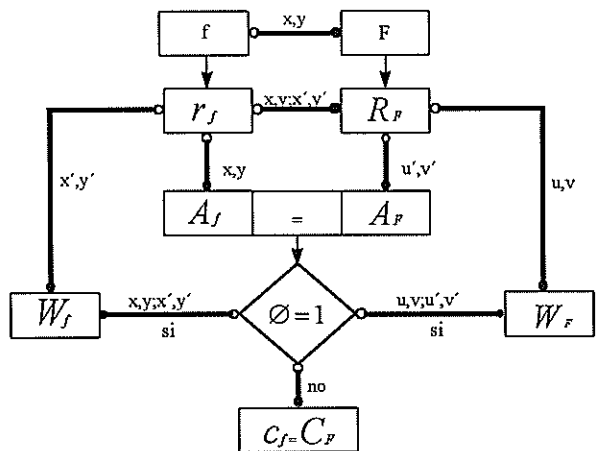 f x,y F
r_f x,y;x′,y′ R_F
x′,y′ x,y u′,v′ u,v
A_f = A_F
W_f x,y;x′,y′ si Ø=1 u,v;u′,v′ si W_F
no
c_f=C_F